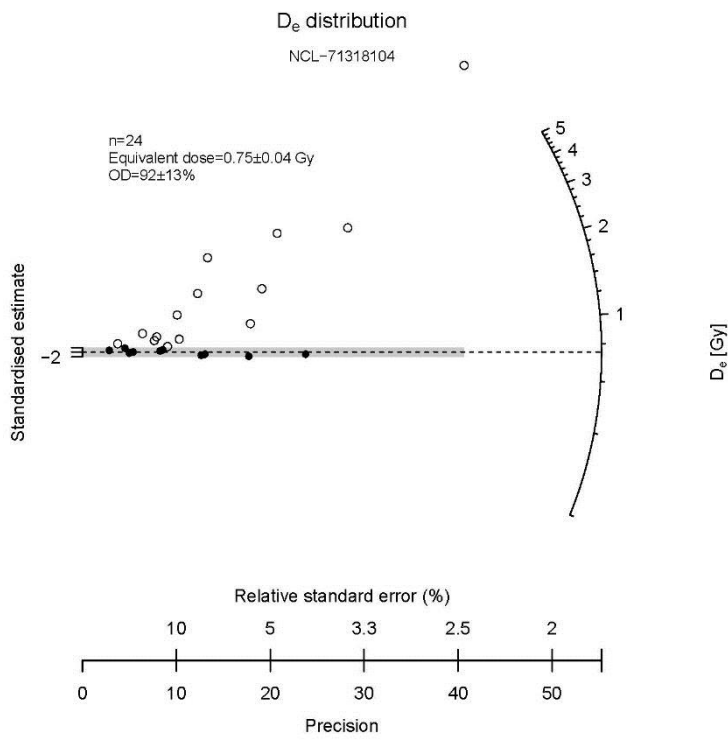 Dₑ distribution
NCL−71318104
n=24
Equivalent dose=0.75±0.04 Gy
OD=92±13%
5
4
3
2
1
Dₑ [Gy]
Standardised estimate
−2
Relative standard error (%)
10 5 3.3 2.5 2
0 10 20 30 40 50
Precision